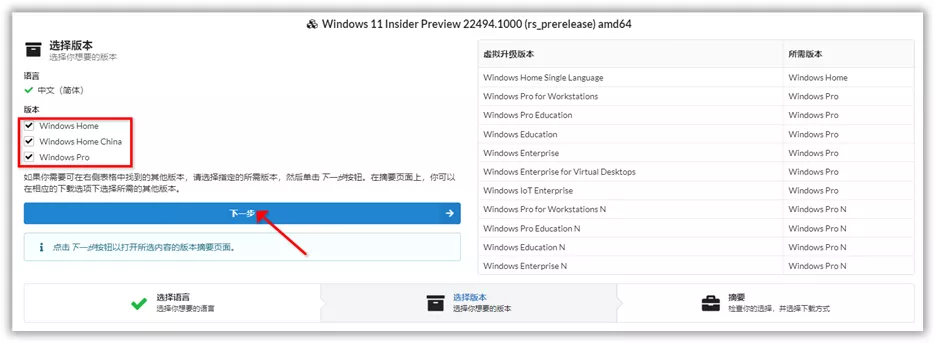 Windows 11 Insider Preview 22494.1000 (rs_prerelease) amd64
选择版本
选择你想要的版本
语言
中文（简体）
版本
Windows Home
Windows Home China
Windows Pro
如果你需要可在右侧表格中找到的其他版本，请选择指定的所需版本，然后单击 下一步按钮。在摘要页面上，你可以
在相应的下载选项下选择所需的其他版本。
下一步
点击 下一步按钮以打开所选内容的版本摘要页面。
虚拟升级版本 所需版本
Windows Home Single Language Windows Home
Windows Pro for Workstations Windows Pro
Windows Pro Education Windows Pro
Windows Education Windows Pro
Windows Enterprise Windows Pro
Windows Enterprise for Virtual Desktops Windows Pro
Windows IoT Enterprise Windows Pro
Windows Pro for Workstations N Windows Pro N
Windows Pro Education N Windows Pro N
Windows Education N Windows Pro N
Windows Enterprise N Windows Pro N
选择语言
选择你想要的语言
选择版本
选择你想要的版本
摘要
检查你的选择，并选择下载方式